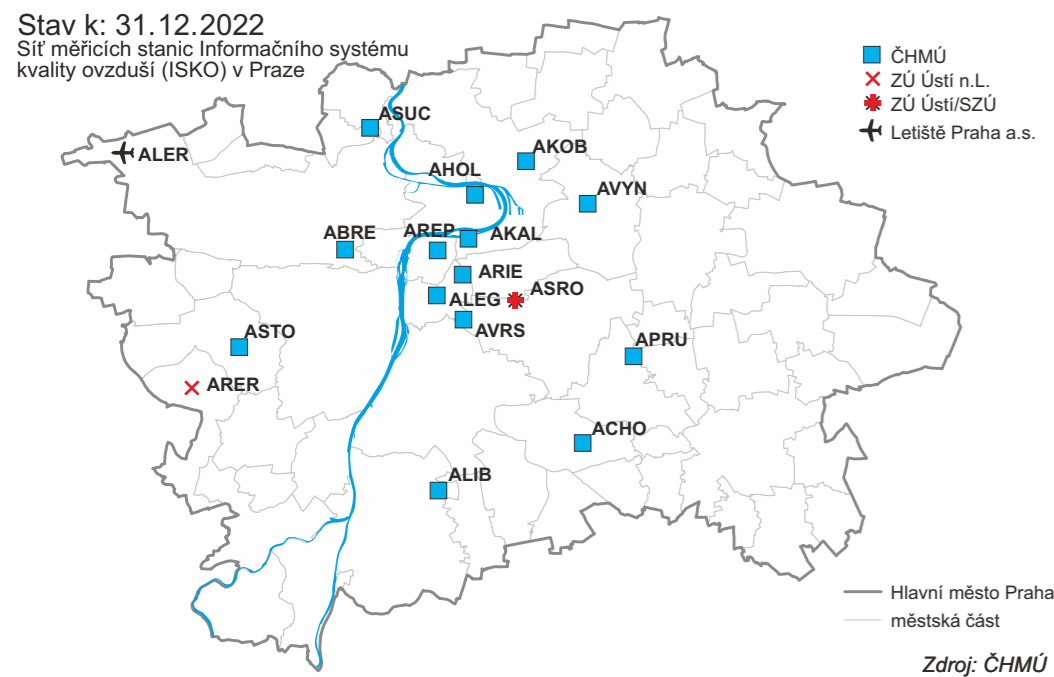 Stav k: 31.12.2022
Síť měřicích stanic Informačního systému
kvality ovzduší (ISKO) v Praze
ČHMÚ
ZÚ Ústí n.L.
ZÚ Ústí/SZÚ
Letiště Praha a.s.
ASUC
ALER
AKOB
AHOL
AVYN
ABRE
AREP
AKAL
ARIE
ASRO
ALEG
AVRS
ASTO
APRU
ARER
ACHO
ALIB
Hlavní město Praha
městská část
Zdroj: ČHMÚ